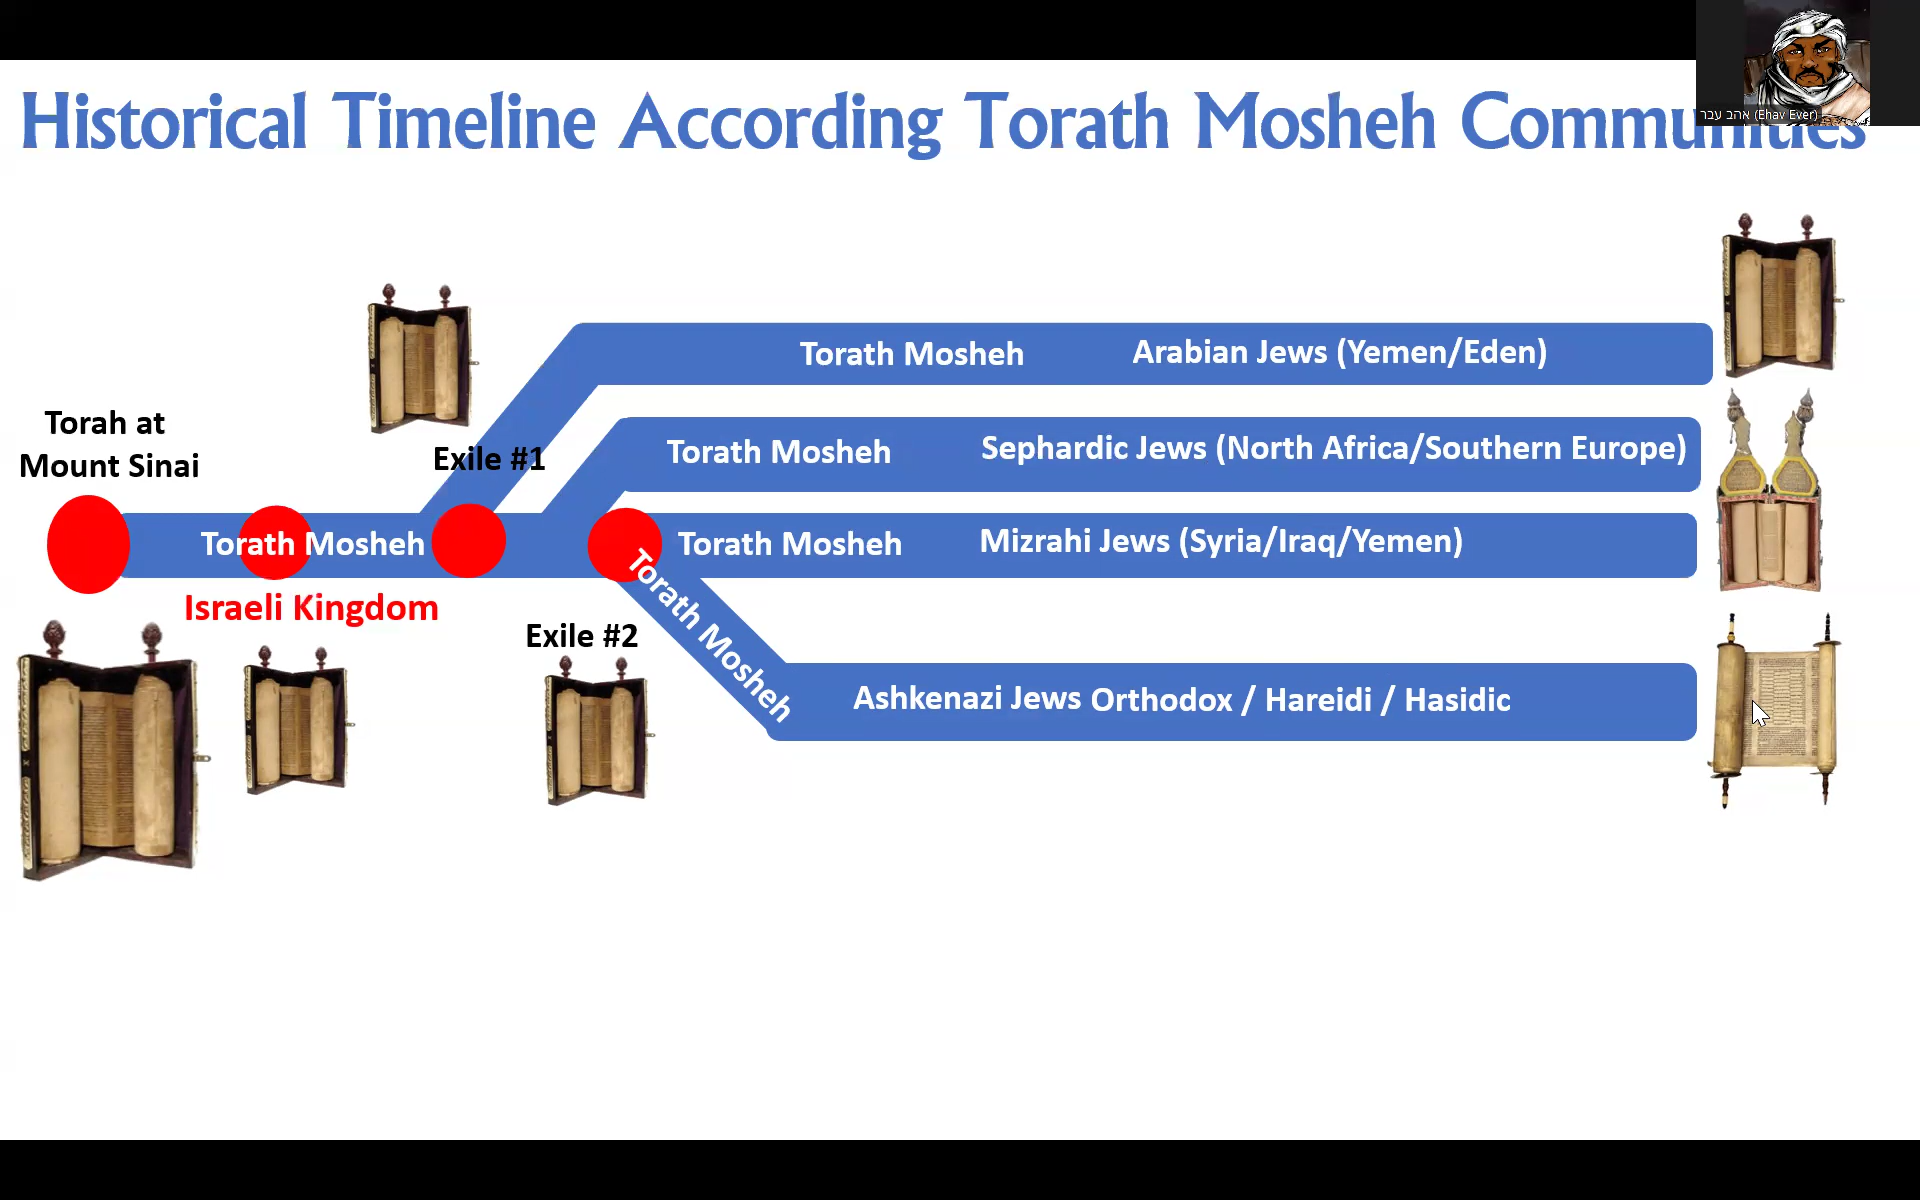 Historical Timeline According Torath Mosheh Communities
אהב עבר (Ehav Ever)
Torath Mosheh Arabian Jews (Yemen/Eden)
Torah at
Mount Sinai
Exile #1
Torath Mosheh Sephardic Jews (North Africa/Southern Europe)
Torath Mosheh
Torath Mosheh Mizrahi Jews (Syria/Iraq/Yemen)
Israeli Kingdom
Exile #2
Torath Mosheh
Ashkenazi Jews Orthodox / Hareidi / Hasidic